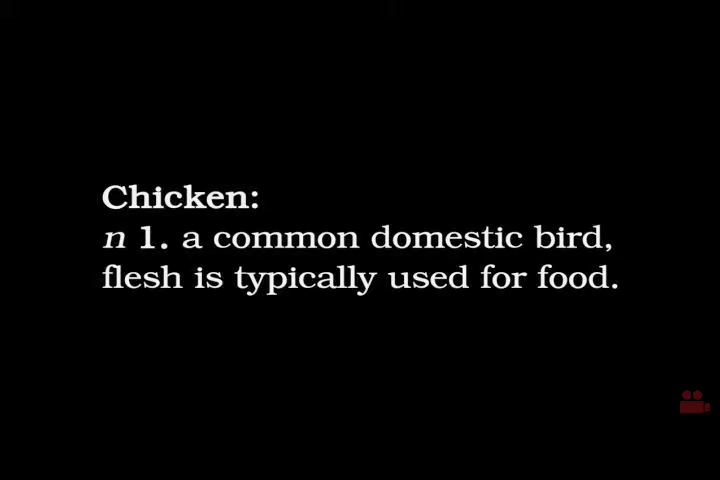 Chicken:
n 1. a common domestic bird,
flesh is typically used for food.